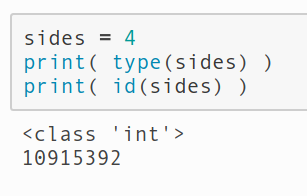 sides = 4
print( type(sides) )
print( id(sides) )
<class 'int'>
10915392